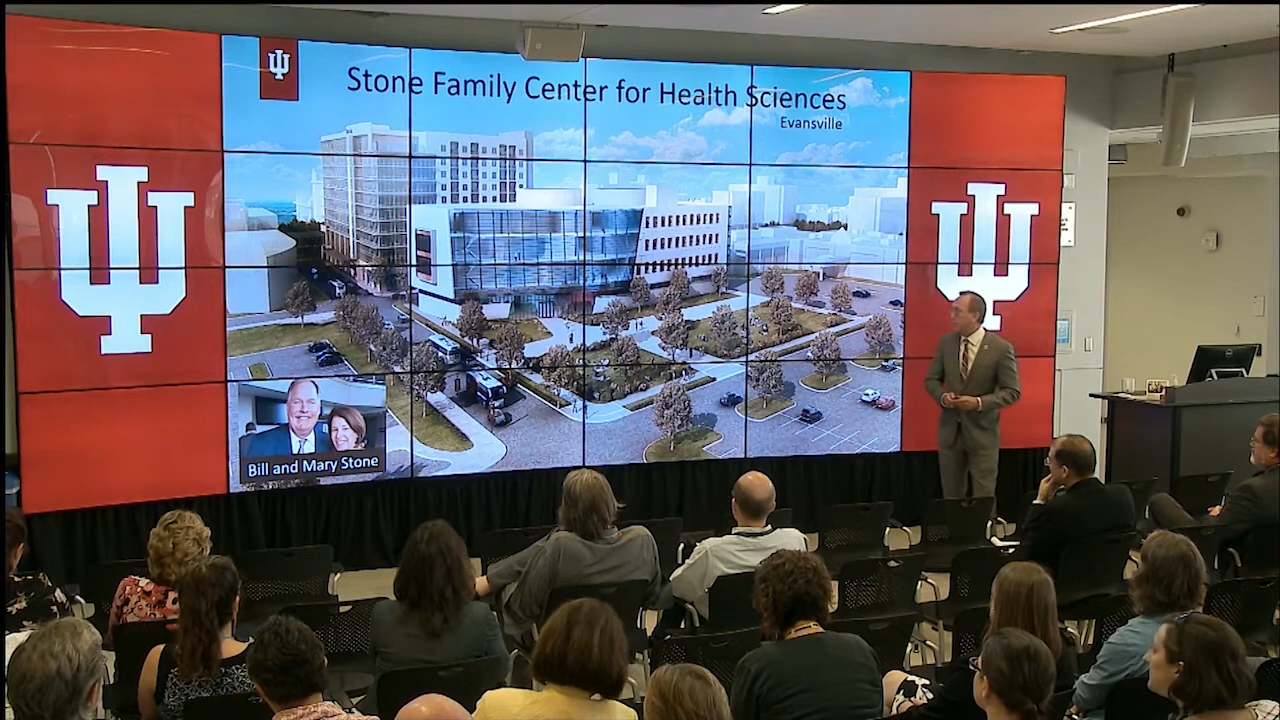 Stone Family Center for Health Sciences
Evansville
Bill and Mary Stone